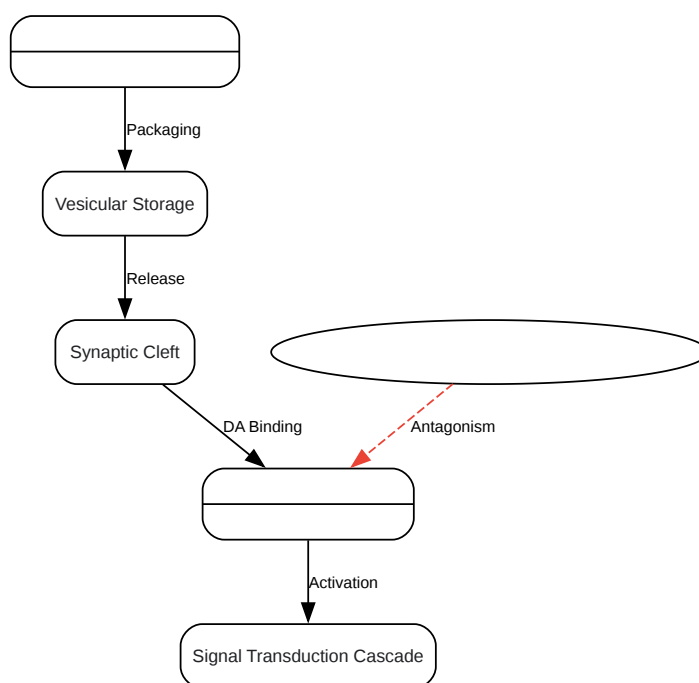 Packaging
Vesicular Storage
Release
Synaptic Cleft
DA Binding
Antagonism
Activation
Signal Transduction Cascade